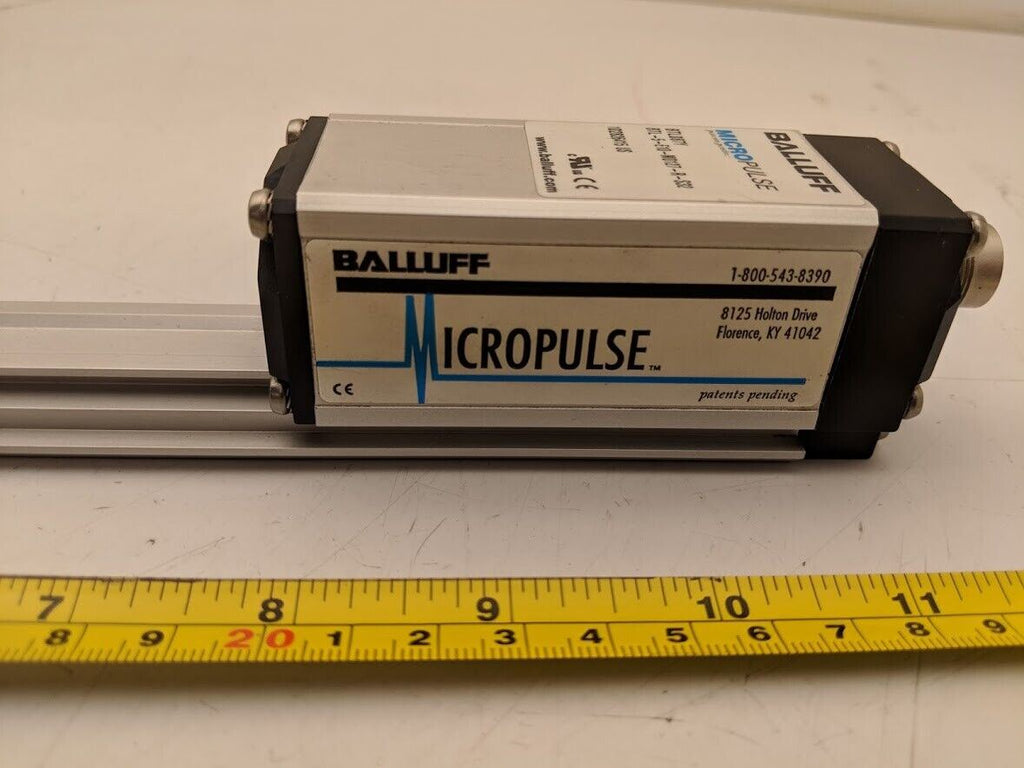 BALLUFF
MICROPULSE
www.balluff.com
BALLUFF
1-800-543-8390
8125 Holton Drive
Florence, KY 41042
MICROPULSE™
CE
patents pending
7 8 9 10 11
8 9 20 1 2 3 4 5 6 7 8 9